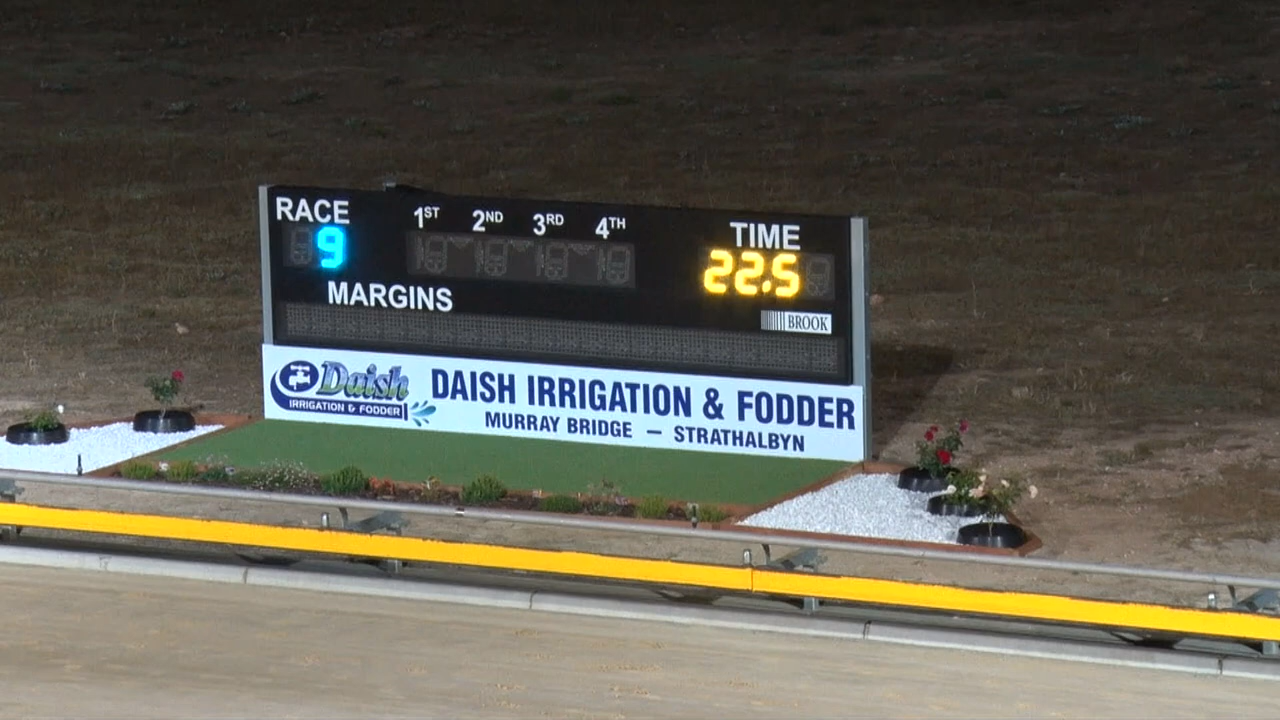 RACE 1ST 2ND 3RD 4TH TIME
9 22.5
MARGINS
BROOK
Daish
IRRIGATION & FODDER
DAISH IRRIGATION & FODDER
MURRAY BRIDGE — STRATHALBYN